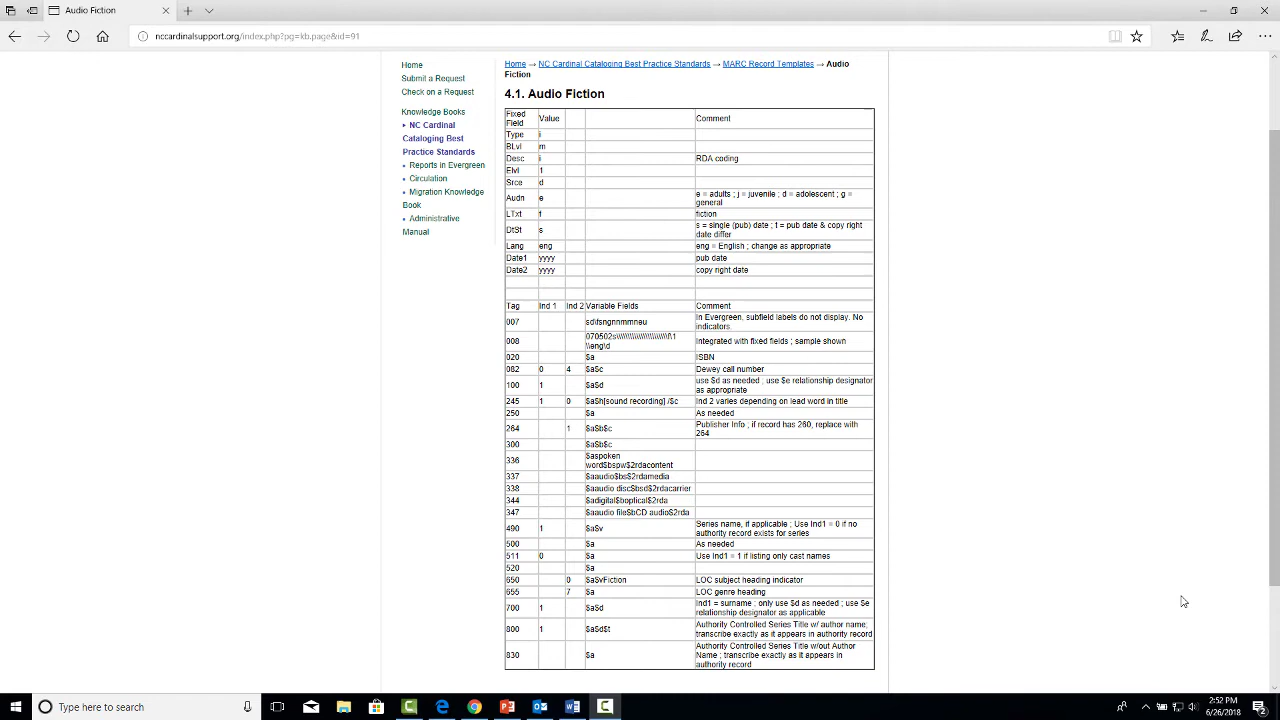 Audio Fiction
nccardinalsupport.org/index.php?pg=kb.page&id=91
Home
Submit a Request
Check on a Request
Knowledge Books
NC Cardinal
Cataloging Best
Practice Standards
Reports in Evergreen
Circulation
Migration Knowledge
Book
Administrative
Manual
Home → NC Cardinal Cataloging Best Practice Standards → MARC Record Templates → Audio
Fiction
4.1. Audio Fiction
Fixed
Field Value Comment
Type i
BLvl m
Desc i RDA coding
Elvl 1
Srce d
Audn e e = adults ; j = juvenile ; d = adolescent ; g =
general
LTxt f fiction
DtSt s s = single (pub) date ; t = pub date & copy right
date differ
Lang eng eng = English ; change as appropriate
Date1 yyyy pub date
Date2 yyyy copy right date
Tag Ind 1 Ind 2 Variable Fields Comment
007 sd\fsngnnmmneu In Evergreen, subfield labels do not display. No
indicators.
008 Integrated with fixed fields ; sample shown
\\eng\d
020 $a ISBN
082 0 4 $a$c Dewey call number
100 1 $a$d use $d as needed ; use $e relationship designator
as appropriate
245 1 0 $a$h[sound recording] /$c Ind 2 varies depending on lead word in title
250 $a As needed
264 1 $a$b$c Publisher Info ; if record has 260, replace with
264
300 $a$b$c
336 $aspoken
word$bspw$2rdacontent
337 $aaudio$bs$2rdamedia
338 $aaudio disc$bsd$2rdacarrier
344 $adigital$boptical$2rda
347 $aaudio file$bCD audio$2rda
490 1 $a$v Series name, if applicable ; Use Ind1 = 0 if no
authority record exists for series
500 $a As needed
511 0 $a Use Ind1 = 1 if listing only cast names
520 $a
650 0 $a$vFiction LOC subject heading indicator
655 7 $a LOC genre heading
700 1 $a$d Ind1 = surname ; only use $d as needed ; use $e
relationship designator as applicable
800 1 $a$d$t Authority Controlled Series Title w/ author name;
transcribe exactly as it appears in authority record
830 $a Authority Controlled Series Title w/out Author
Name ; transcribe exactly as it appears in
authority record
Type here to search
2:52 PM
6/26/2018
2